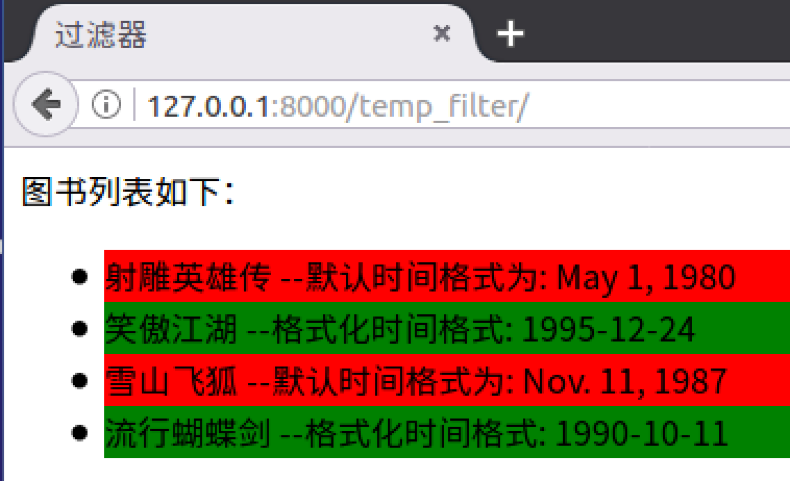 过滤器
127.0.0.1:8000/temp_filter/
图书列表如下：
射雕英雄传 --默认时间格式为: May 1, 1980
笑傲江湖 --格式化时间格式: 1995-12-24
雪山飞狐 --默认时间格式为: Nov. 11, 1987
流行蝴蝶剑 --格式化时间格式: 1990-10-11